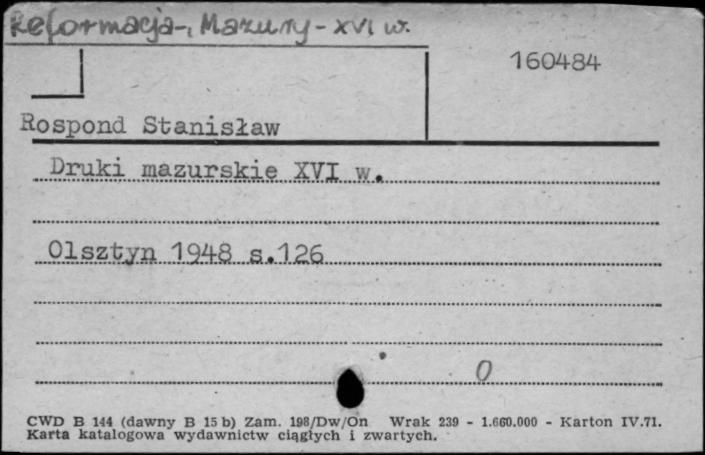 Reformacja-, Mazury - XVI w.
160484
Rospond Stanisław
Druki mazurskie XVI w.
Olsztyn 1948 s.126
0
CWD B 144 (dawny B 15 b) Zam. 198/Dw/On Wrak 239 - 1.660.000 - Karton IV.71.
Karta katalogowa wydawnictw ciągłych i zwartych.